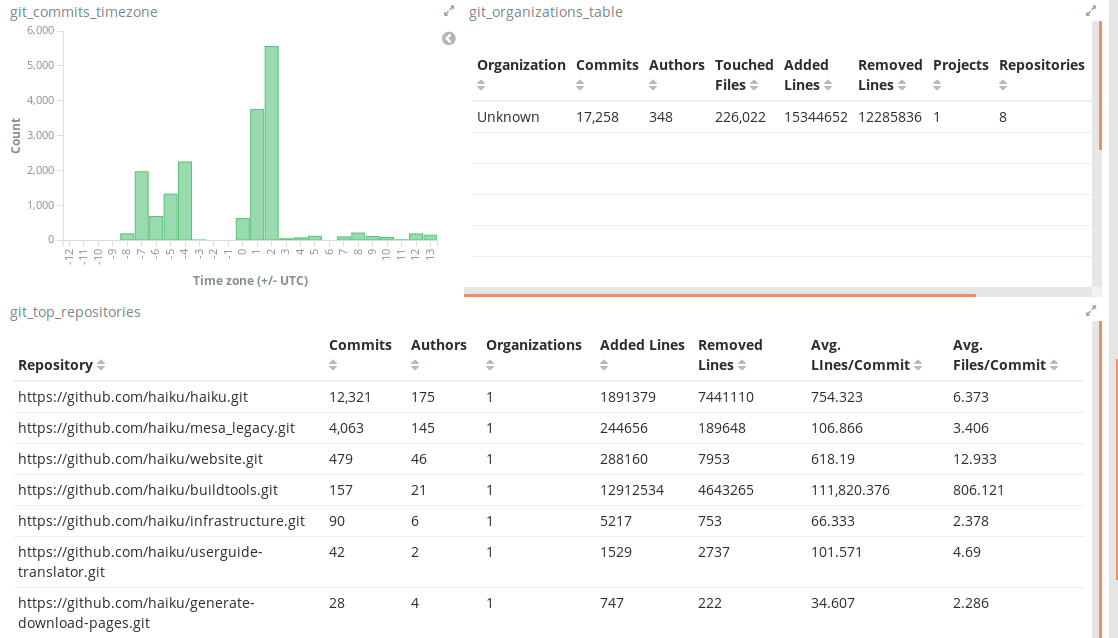 git_commits_timezone
6,000
5,000
4,000
3,000
2,000
1,000
0
Count
-12 -11 -10 -9 -8 -7 -6 -5 -4 -3 -2 -1 0 1 2 3 4 5 6 7 8 9 10 11 12 13
Time zone (+/- UTC)
git_organizations_table
Organization Commits Authors Touched Files Added Lines Removed Lines Projects Repositories
Unknown 17,258 348 226,022 15344652 12285836 1 8
git_top_repositories
Repository Commits Authors Organizations Added Lines Removed Lines Avg. LInes/Commit Avg. Files/Commit
https://github.com/haiku/haiku.git 12,321 175 1 1891379 7441110 754.323 6.373
https://github.com/haiku/mesa_legacy.git 4,063 145 1 244656 189648 106.866 3.406
https://github.com/haiku/website.git 479 46 1 288160 7953 618.19 12.933
https://github.com/haiku/buildtools.git 157 21 1 12912534 4643265 111,820.376 806.121
https://github.com/haiku/infrastructure.git 90 6 1 5217 753 66.333 2.378
https://github.com/haiku/userguide- 42 2 1 1529 2737 101.571 4.69
translator.git
https://github.com/haiku/generate- 28 4 1 747 222 34.607 2.286
download-pages.git